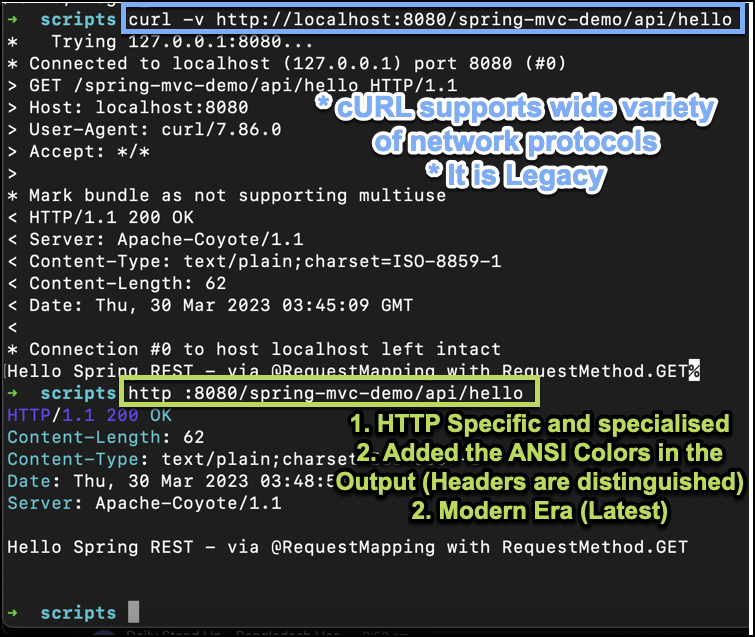 → scripts curl -v http://localhost:8080/spring-mvc-demo/api/hello
* Trying 127.0.0.1:8080...
* Connected to localhost (127.0.0.1) port 8080 (#0)
> GET /spring-mvc-demo/api/hello HTTP/1.1
> Host: localhost:8080
> User-Agent: curl/7.86.0
> Accept: */*
>
* Mark bundle as not supporting multiuse
< HTTP/1.1 200 OK
< Server: Apache-Coyote/1.1
< Content-Type: text/plain;charset=ISO-8859-1
< Content-Length: 62
< Date: Thu, 30 Mar 2023 03:45:09 GMT
<
* Connection #0 to host localhost left intact
Hello Spring REST – via @RequestMapping with RequestMethod.GET%
* cURL supports wide variety
of network protocols
* It is Legacy
→ scripts http :8080/spring-mvc-demo/api/hello
HTTP/1.1 200 OK
Content-Length: 62
Content-Type: text/plain;charset
Date: Thu, 30 Mar 2023 03:48:5
Server: Apache-Coyote/1.1
1. HTTP Specific and specialised
2. Added the ANSI Colors in the
Output (Headers are distinguished)
2. Modern Era (Latest)
Hello Spring REST – via @RequestMapping with RequestMethod.GET
→ scripts